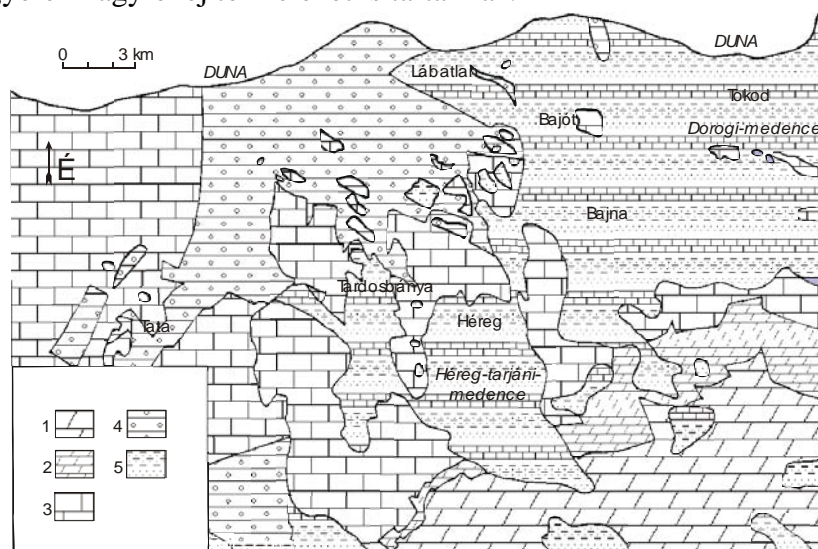 0 3 km
DUNA
DUNA
Lábatlan
Tokod
Bajót
Dorogi-medence
É
Bajna
Tardosbánya
Tata
Héreg
Héreg-tarjáni-
medence
1 4
2 5
3